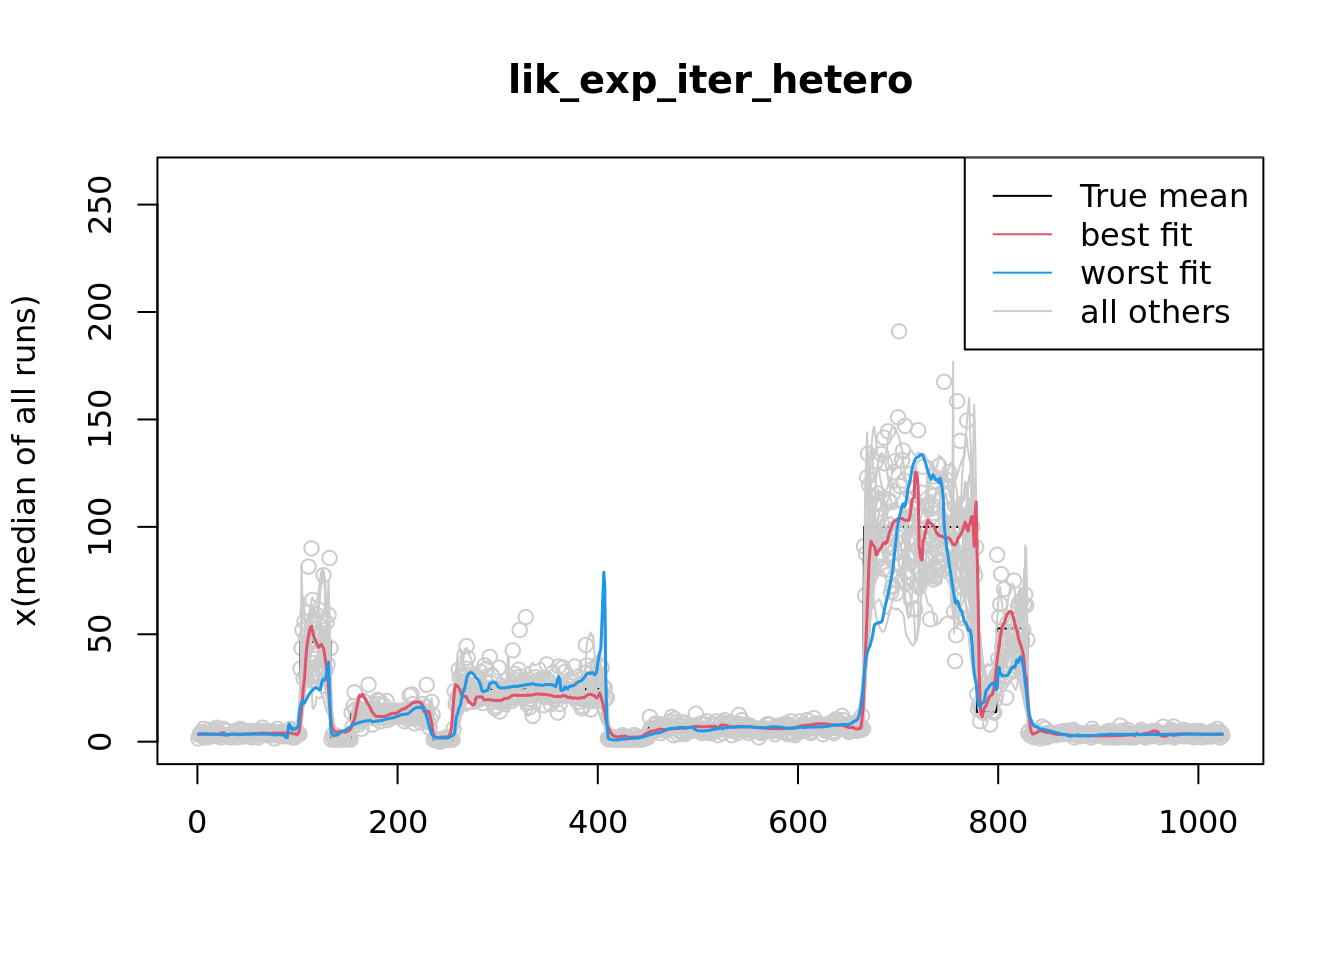 lik_exp_iter_hetero
x(median of all runs)
250
200
150
100
50
0
True mean
best fit
worst fit
all others
0 200 400 600 800 1000